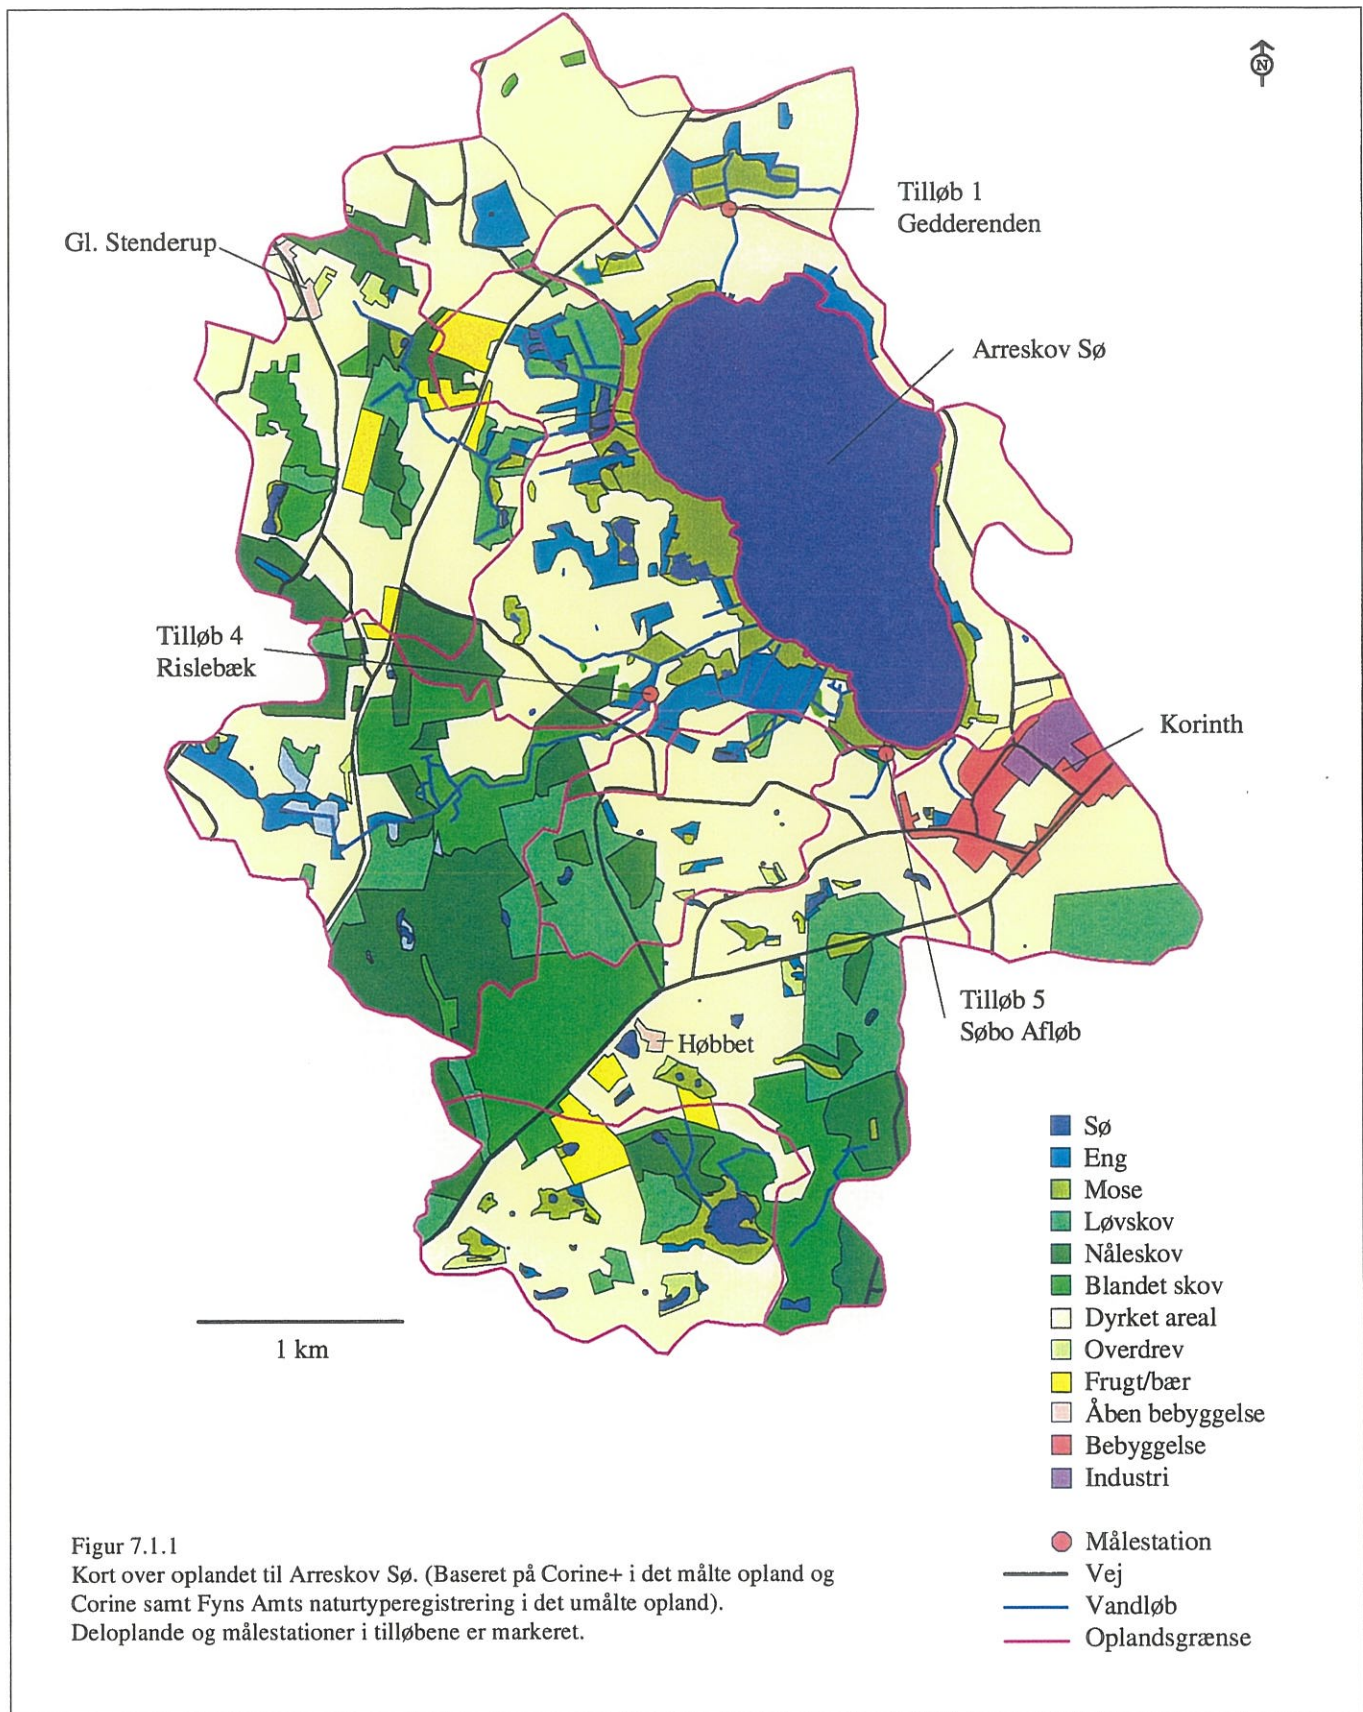 N
Tilløb 1
Gedderenden
Gl. Stenderup
Arreskov Sø
Tilløb 4
Rislebæk
Korinth
Tilløb 5
Søbo Afløb
Høbbet
Sø
Eng
Mose
Løvskov
Nåleskov
Blandet skov
Dyrket areal
Overdrev
Frugt/bær
Åben bebyggelse
Bebyggelse
Industri
1 km
Målestation
Vej
Vandløb
Oplandsgrænse
Figur 7.1.1
Kort over oplandet til Arreskov Sø. (Baseret på Corine+ i det målte opland og
Corine samt Fyns Amts naturtyperegistrering i det umålte opland).
Deloplande og målestationer i tilløbene er markeret.